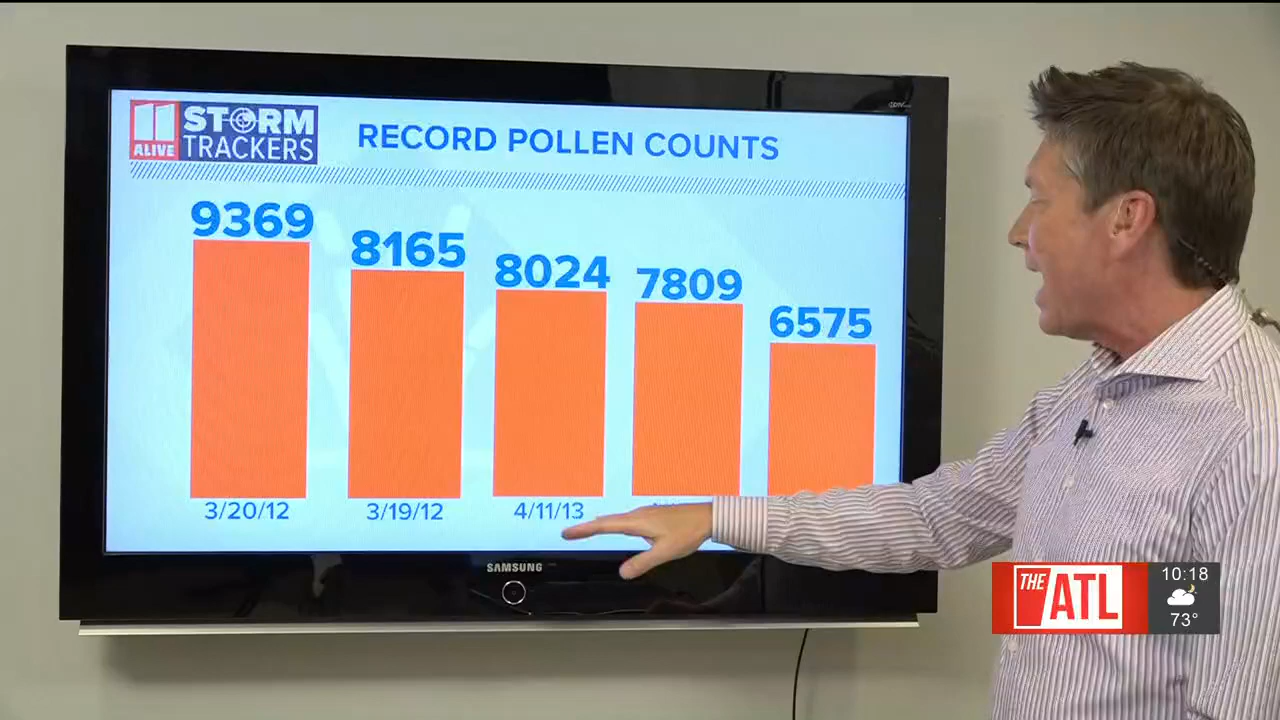 11 ALIVE
STORM TRACKERS
RECORD POLLEN COUNTS
9369
8165
8024
7809
6575
3/20/12
3/19/12
4/11/13
SAMSUNG
THE ATL
10:18
73°